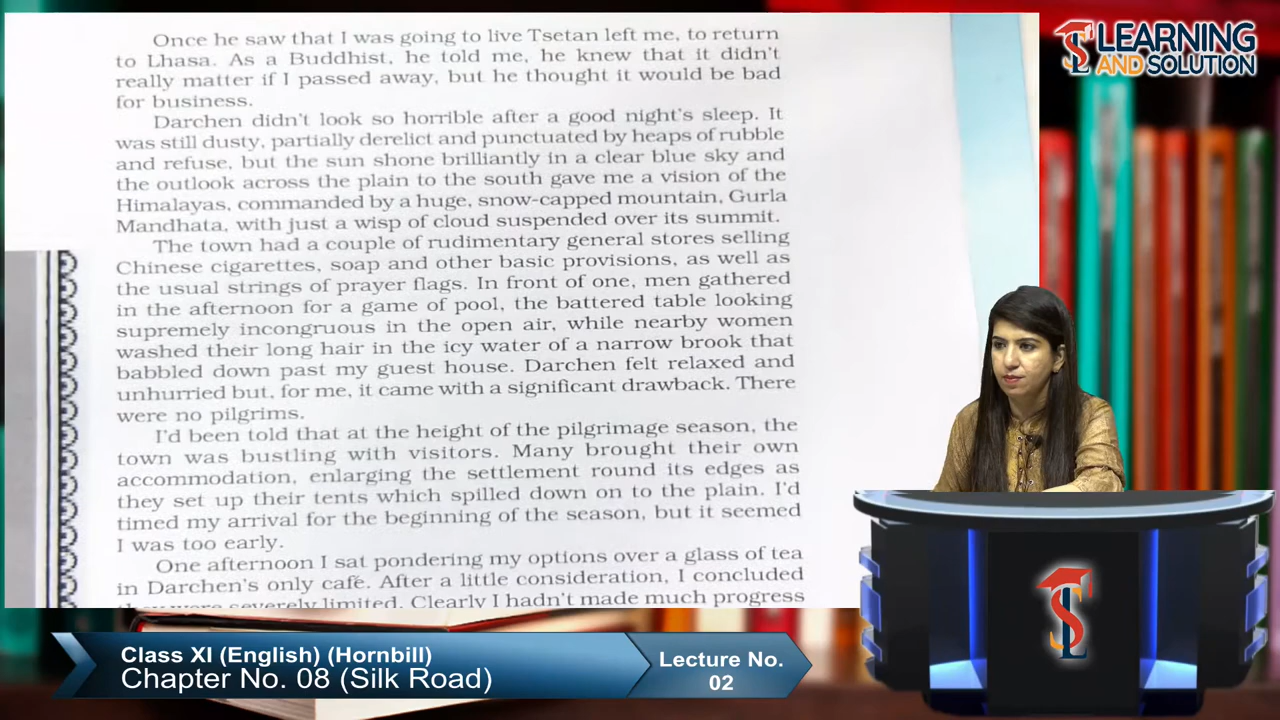 Once he saw that I was going to live Tsetan left me, to return
to Lhasa. As a Buddhist, he told me, he knew that it didn't
really matter if I passed away, but he thought it would be bad
for business.
Darchen didn't look so horrible after a good night's sleep. It
was still dusty, partially derelict and punctuated by heaps of rubble
and refuse, but the sun shone brilliantly in a clear blue sky and
the outlook across the plain to the south gave me a vision of the
Himalayas, commanded by a huge, snow-capped mountain, Gurla
Mandhata, with just a wisp of cloud suspended over its summit.
The town had a couple of rudimentary general stores selling
Chinese cigarettes, soap and other basic provisions, as well as
the usual strings of prayer flags. In front of one, men gathered
in the afternoon for a game of pool, the battered table looking
supremely incongruous in the open air, while nearby women
washed their long hair in the icy water of a narrow brook that
babbled down past my guest house. Darchen felt relaxed and
unhurried but, for me, it came with a significant drawback. There
were no pilgrims.
I'd been told that at the height of the pilgrimage season, the
town was bustling with visitors. Many brought their own
accommodation, enlarging the settlement round its edges as
they set up their tents which spilled down on to the plain. I'd
timed my arrival for the beginning of the season, but it seemed
I was too early.
One afternoon I sat pondering my options over a glass of tea
in Darchen's only café. After a little consideration, I concluded
they were severely limited. Clearly I hadn't made much progress
LEARNING
AND SOLUTION
Class XI (English) (Hornbill)
Chapter No. 08 (Silk Road)
Lecture No.
02